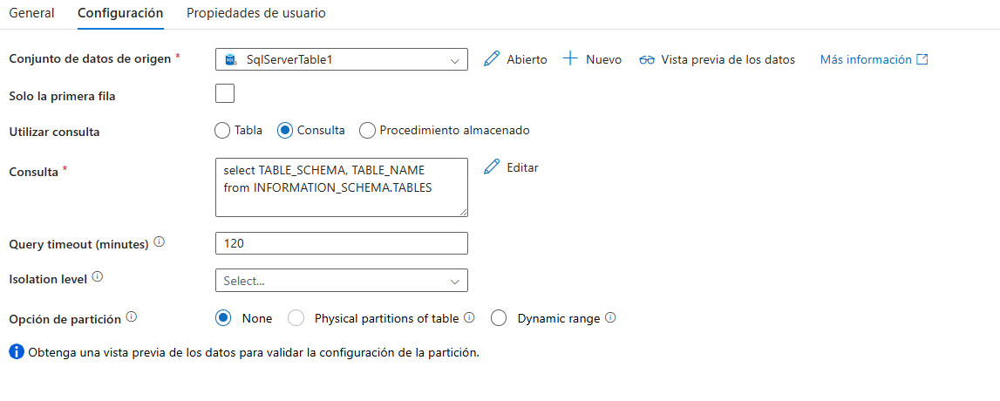 General Configuración Propiedades de usuario
Conjunto de datos de origen * SqlServerTable1 Abierto Nuevo Vista previa de los datos Más información
Solo la primera fila
Utilizar consulta Tabla Consulta Procedimiento almacenado
Consulta * select TABLE_SCHEMA, TABLE_NAME Editar
from INFORMATION_SCHEMA.TABLES
Query timeout (minutes) 120
Isolation level Select...
Opción de partición None Physical partitions of table Dynamic range
Obtenga una vista previa de los datos para validar la configuración de la partición.